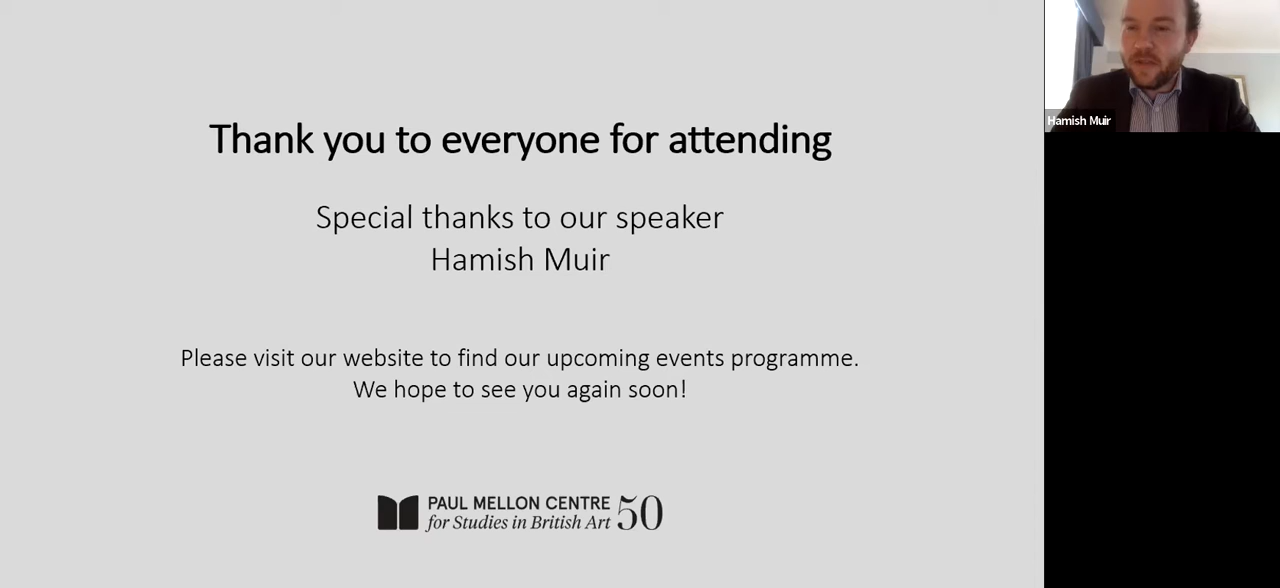 Thank you to everyone for attending
Special thanks to our speaker
Hamish Muir
Please visit our website to find our upcoming events programme.
We hope to see you again soon!
PAUL MELLON CENTRE 50
for Studies in British Art
Hamish Muir